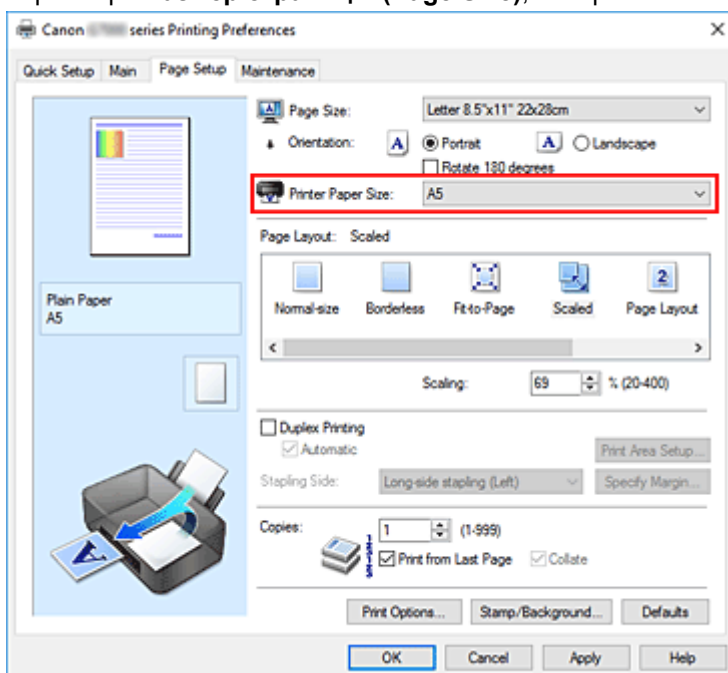 (Page Size),
Canon series Printing Preferences
Quick Setup Main Page Setup Maintenance
Page Size: Letter 8.5"x11" 22x28cm
Orientation: A Portrait A Landscape
Rotate 180 degrees
Printer Paper Size: A5
Page Layout: Scaled
Normal-size Borderless Fit-to-Page Scaled Page Layout
Plain Paper
A5
Scaling: 69 % (20-400)
Duplex Printing
Automatic Print Area Setup...
Stapling Side: Long-side stapling (Left) Specify Margin...
Copies: 1 (1-999)
Print from Last Page Collate
Print Options... Stamp/Background... Defaults
OK Cancel Apply Help